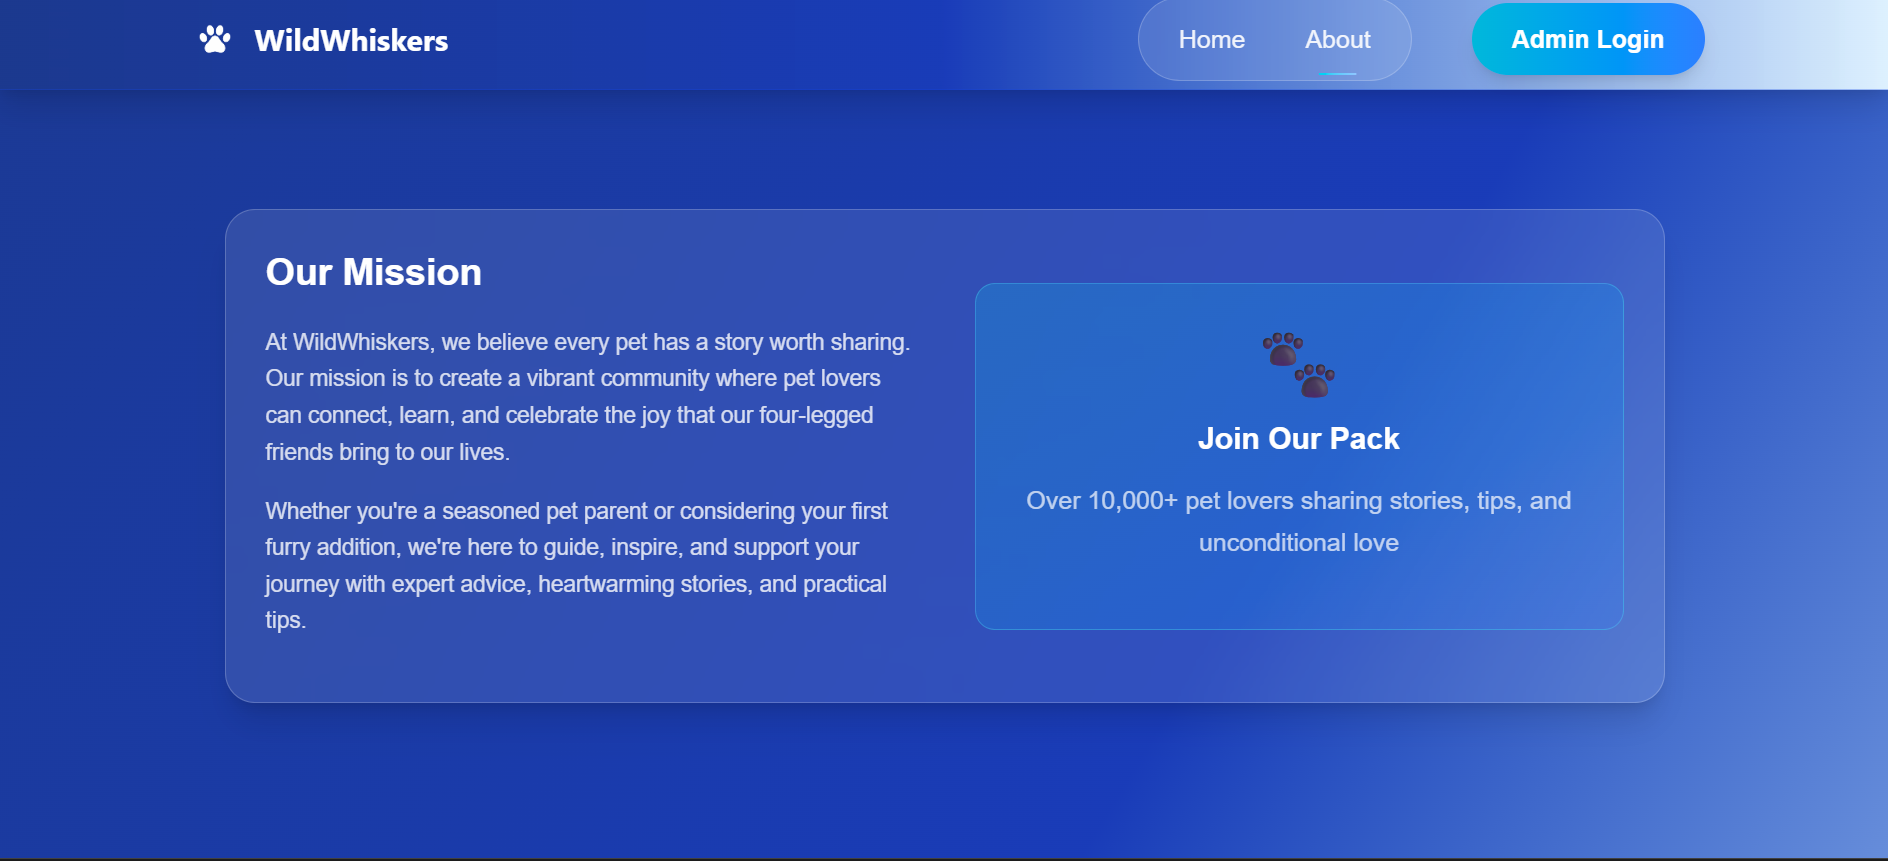 WildWhiskers
Home
About
Admin Login
Our Mission
At WildWhiskers, we believe every pet has a story worth sharing.
Our mission is to create a vibrant community where pet lovers
can connect, learn, and celebrate the joy that our four-legged
friends bring to our lives.
Whether you're a seasoned pet parent or considering your first
furry addition, we're here to guide, inspire, and support your
journey with expert advice, heartwarming stories, and practical
tips.
Join Our Pack
Over 10,000+ pet lovers sharing stories, tips, and
unconditional love